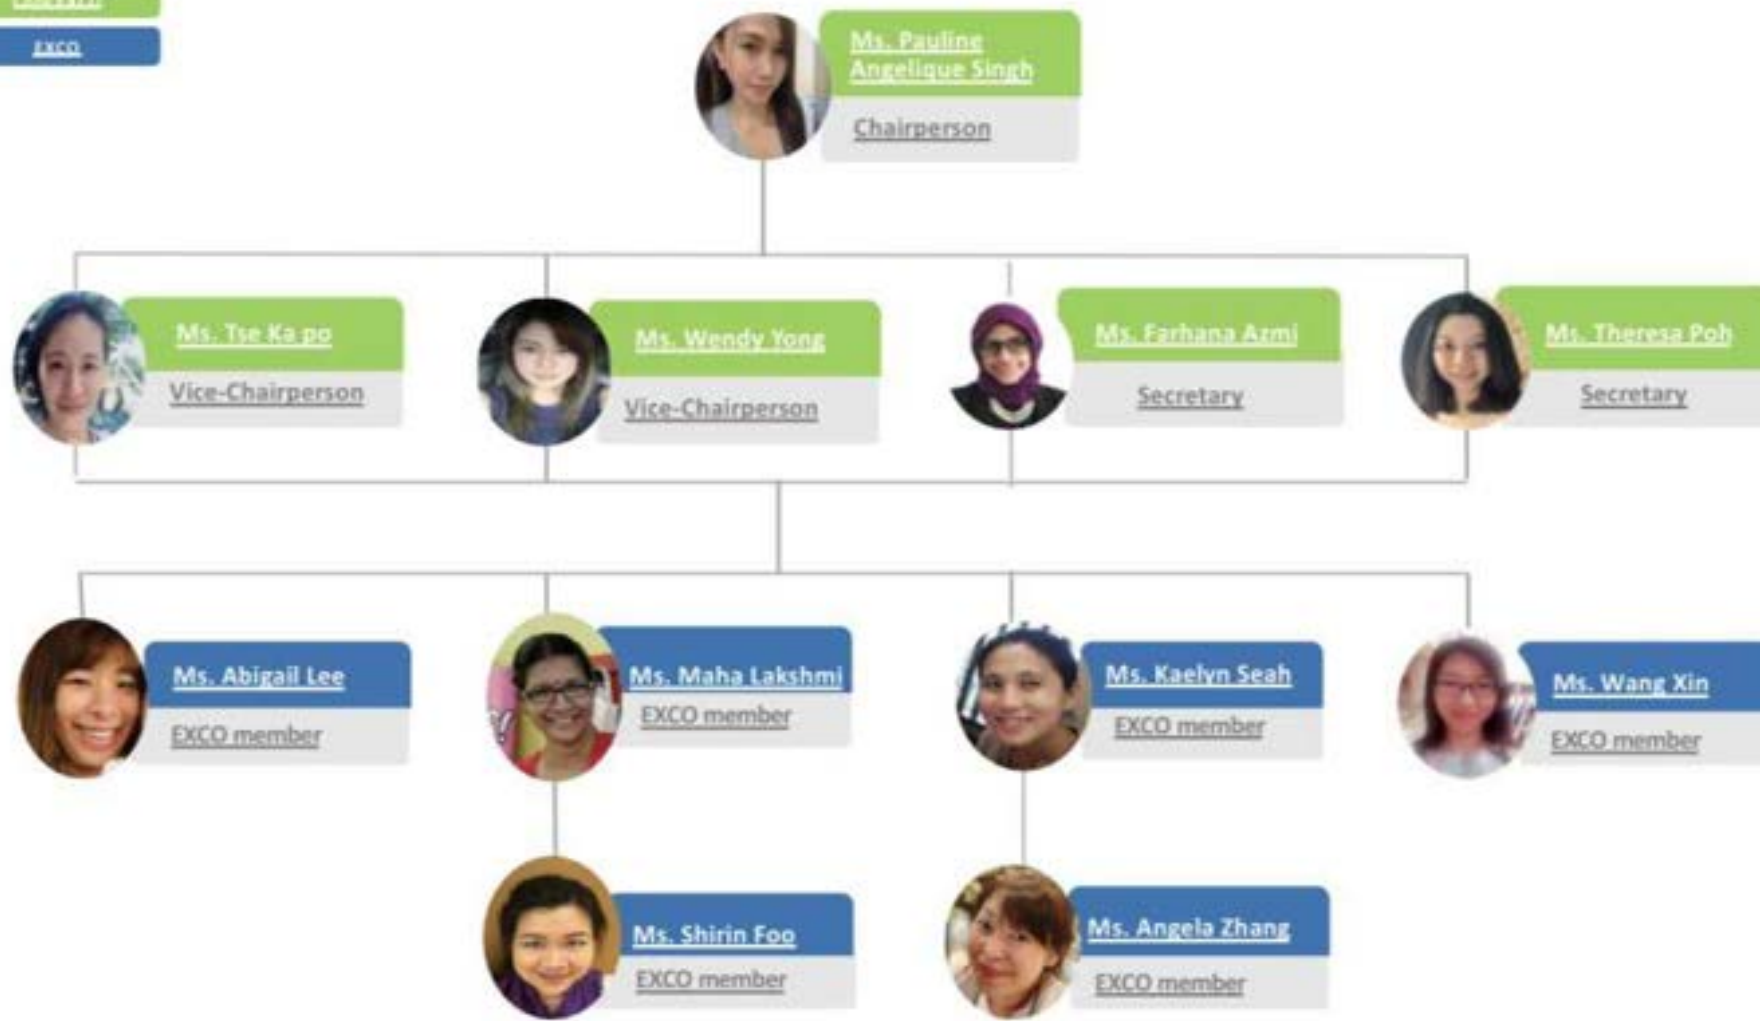 EXCO
Ms. Pauline
Angelique Singh
Chairperson
Ms. Tse Ka po
Vice-Chairperson
Ms. Wendy Yong
Vice-Chairperson
Ms. Farhana Azmi
Secretary
Ms. Theresa Poh
Secretary
Ms. Abigail Lee
EXCO member
Ms. Maha Lakshmi
EXCO member
Ms. Kaelyn Seah
EXCO member
Ms. Wang Xin
EXCO member
Ms. Shirin Foo
EXCO member
Ms. Angela Zhang
EXCO member